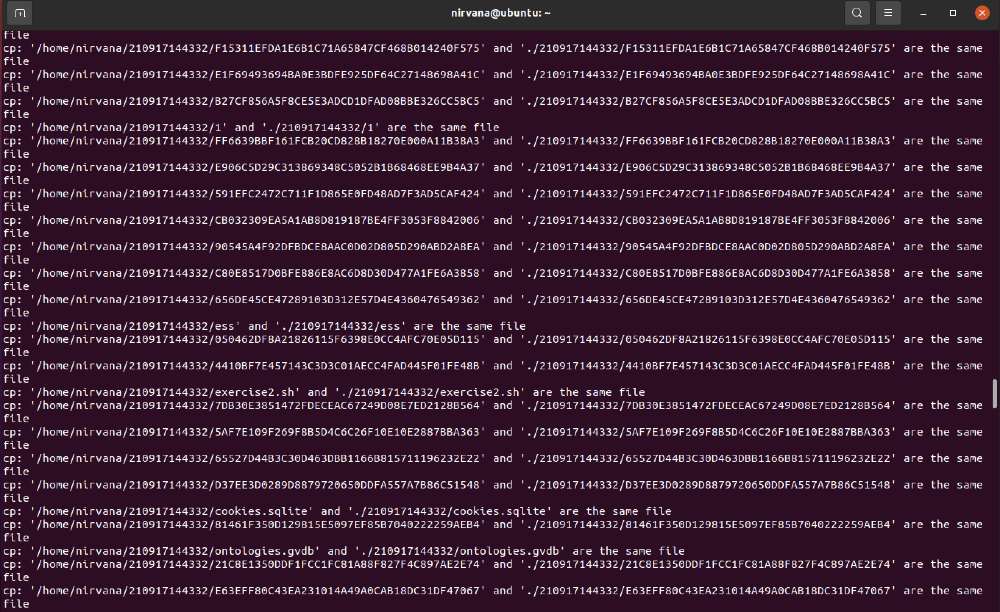 nirvana@ubuntu: ~
file
cp: '/home/nirvana/210917144332/F15311EFDA1E6B1C71A65847CF468B014240F575' and './210917144332/F15311EFDA1E6B1C71A65847CF468B014240F575' are the same
file
cp: '/home/nirvana/210917144332/E1F69493694BA0E3BDFE925DF64C27148698A41C' and './210917144332/E1F69493694BA0E3BDFE925DF64C27148698A41C' are the same
file
cp: '/home/nirvana/210917144332/B27CF856A5F8CE5E3ADCD1DFAD08BBE326CC5BC5' and './210917144332/B27CF856A5F8CE5E3ADCD1DFAD08BBE326CC5BC5' are the same
file
cp: '/home/nirvana/210917144332/1' and './210917144332/1' are the same file
cp: '/home/nirvana/210917144332/FF6639BBF161FCB20CD828B18270E000A11B38A3' and './210917144332/FF6639BBF161FCB20CD828B18270E000A11B38A3' are the same
file
cp: '/home/nirvana/210917144332/E906C5D29C313869348C5052B1B68468EE9B4A37' and './210917144332/E906C5D29C313869348C5052B1B68468EE9B4A37' are the same
file
cp: '/home/nirvana/210917144332/591EFC2472C711F1D865E0FD48AD7F3AD5CAF424' and './210917144332/591EFC2472C711F1D865E0FD48AD7F3AD5CAF424' are the same
file
cp: '/home/nirvana/210917144332/CB032309EA5A1AB8D819187BE4FF3053F8842006' and './210917144332/CB032309EA5A1AB8D819187BE4FF3053F8842006' are the same
file
cp: '/home/nirvana/210917144332/90545A4F92DFBDCE8AAC0D02D805D290ABD2A8EA' and './210917144332/90545A4F92DFBDCE8AAC0D02D805D290ABD2A8EA' are the same
file
cp: '/home/nirvana/210917144332/C80E8517D0BFE886E8AC6D8D30D477A1FE6A3858' and './210917144332/C80E8517D0BFE886E8AC6D8D30D477A1FE6A3858' are the same
file
cp: '/home/nirvana/210917144332/656DE45CE47289103D312E57D4E4360476549362' and './210917144332/656DE45CE47289103D312E57D4E4360476549362' are the same
file
cp: '/home/nirvana/210917144332/ess' and './210917144332/ess' are the same file
cp: '/home/nirvana/210917144332/050462DF8A21826115F6398E0CC4AFC70E05D115' and './210917144332/050462DF8A21826115F6398E0CC4AFC70E05D115' are the same
file
cp: '/home/nirvana/210917144332/4410BF7E457143C3D3C01AECC4FAD445F01FE48B' and './210917144332/4410BF7E457143C3D3C01AECC4FAD445F01FE48B' are the same
file
cp: '/home/nirvana/210917144332/exercise2.sh' and './210917144332/exercise2.sh' are the same file
cp: '/home/nirvana/210917144332/7DB30E3851472FDECEAC67249D08E7ED2128B564' and './210917144332/7DB30E3851472FDECEAC67249D08E7ED2128B564' are the same
file
cp: '/home/nirvana/210917144332/5AF7E109F269F8B5D4C6C26F10E10E2887BBA363' and './210917144332/5AF7E109F269F8B5D4C6C26F10E10E2887BBA363' are the same
file
cp: '/home/nirvana/210917144332/65527D44B3C30D463DBB1166B815711196232E22' and './210917144332/65527D44B3C30D463DBB1166B815711196232E22' are the same
file
cp: '/home/nirvana/210917144332/D37EE3D0289D8879720650DDFA557A7B86C51548' and './210917144332/D37EE3D0289D8879720650DDFA557A7B86C51548' are the same
file
cp: '/home/nirvana/210917144332/cookies.sqlite' and './210917144332/cookies.sqlite' are the same file
cp: '/home/nirvana/210917144332/81461F350D129815E5097EF85B7040222259AEB4' and './210917144332/81461F350D129815E5097EF85B7040222259AEB4' are the same
file
cp: '/home/nirvana/210917144332/ontologies.gvdb' and './210917144332/ontologies.gvdb' are the same file
cp: '/home/nirvana/210917144332/21C8E1350DDF1FCC1FC81A88F827F4C897AE2E74' and './210917144332/21C8E1350DDF1FCC1FC81A88F827F4C897AE2E74' are the same
file
cp: '/home/nirvana/210917144332/E63EFF80C43EA231014A49A0CAB18DC31DF47067' and './210917144332/E63EFF80C43EA231014A49A0CAB18DC31DF47067' are the same
file